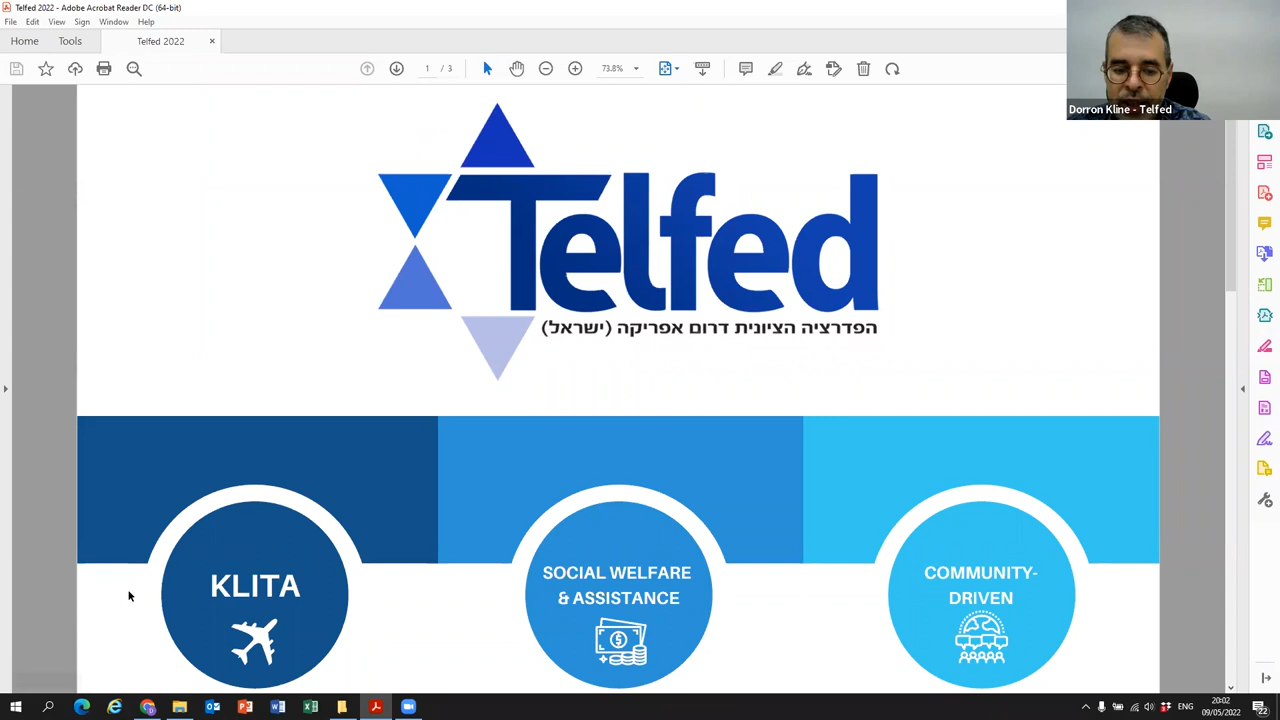 Telfed 2022 - Adobe Acrobat Reader DC (64-bit)
File Edit View Sign Window Help
Home Tools Telfed 2022 ×
1 / 3 73.8%
Dorron Kline - Telfed
Telfed
הפדרציה הציונית דרום אפריקה (ישראל)
KLITA
SOCIAL WELFARE
& ASSISTANCE
COMMUNITY-
DRIVEN
ENG
20:02
09/05/2022
22